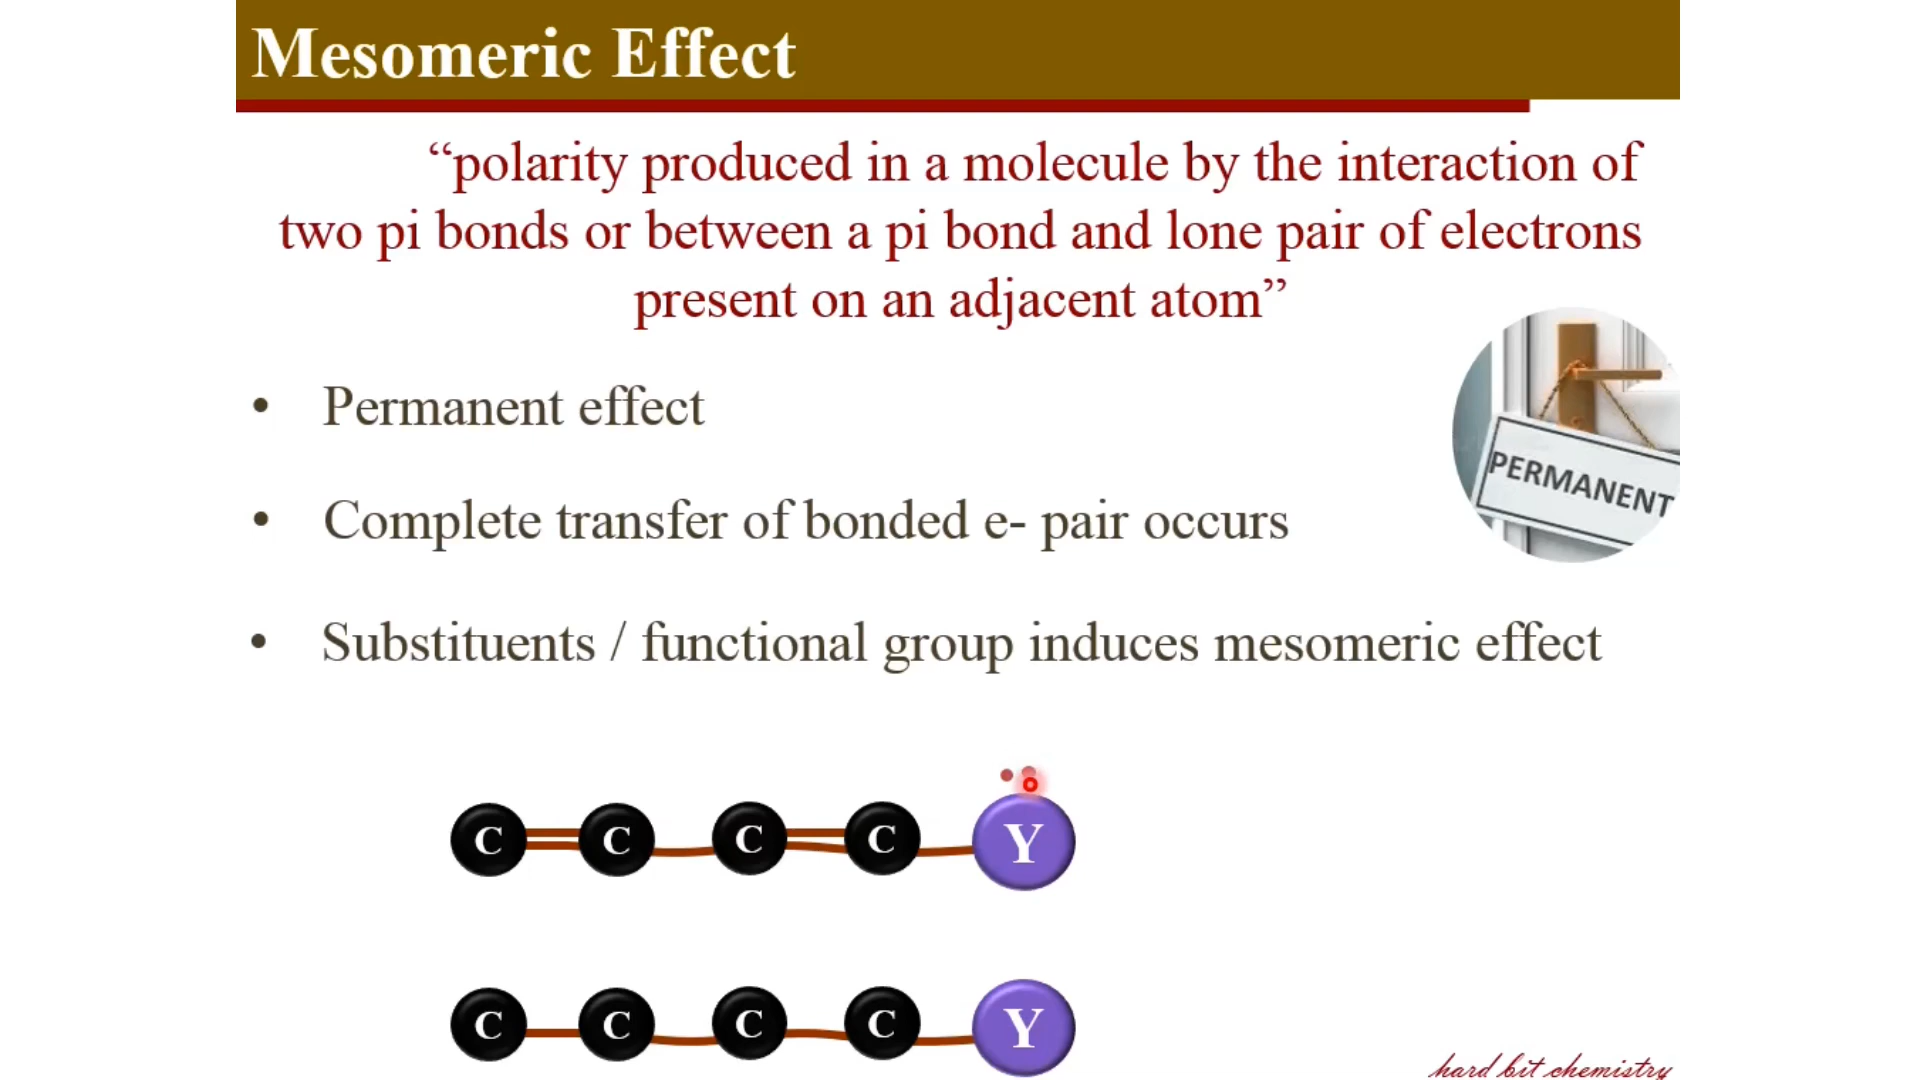 Mesomeric Effect
“polarity produced in a molecule by the interaction of
two pi bonds or between a pi bond and lone pair of electrons
present on an adjacent atom”
• Permanent effect
PERMANENT
• Complete transfer of bonded e- pair occurs
• Substituents / functional group induces mesomeric effect
C C C C Y
C C C C Y
hard bit chemistry